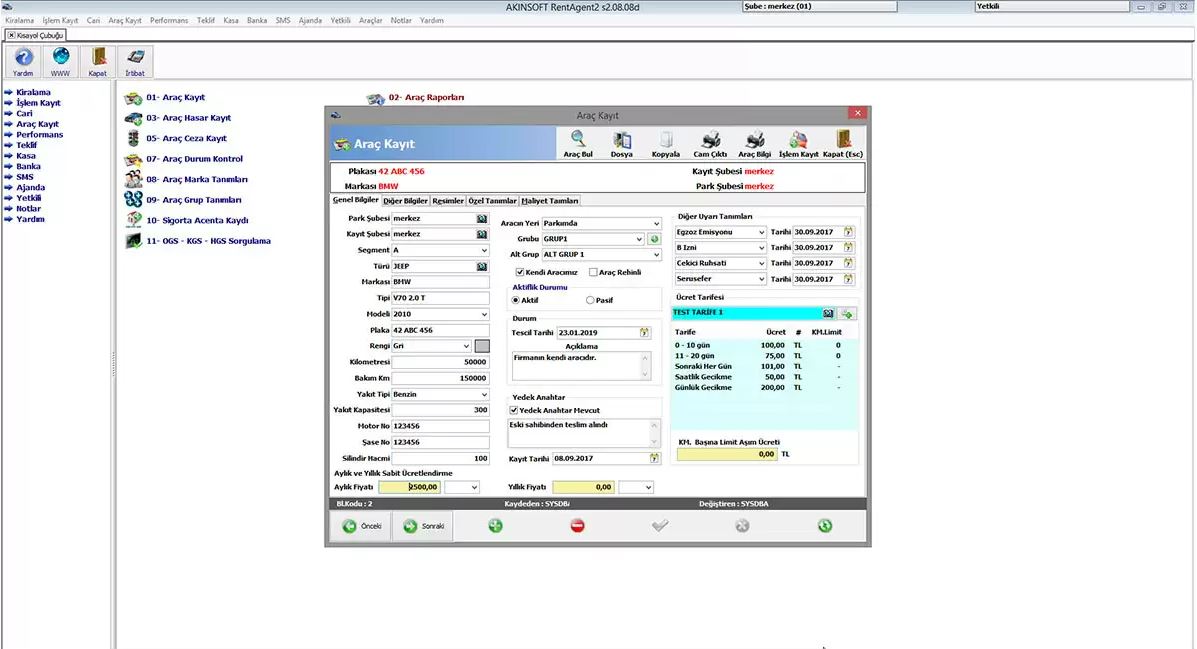 AKINSOFT RentAgent2 s2.08.08d
Şube : merkez (01)
Yetkili
Kiralama İşlem Kayıt Cari Araç Kayıt Performans Teklif Kasa Banka SMS Ajanda Yetkili Araçlar Notlar Yardım
Kısayol Çubuğu
Yardım WWW Kapat İrtibat
Kiralama
İşlem Kayıt
Cari
Araç Kayıt
Performans
Teklif
Kasa
Banka
SMS
Ajanda
Yetkili
Notlar
Yardım
01- Araç Kayıt
02- Araç Raporları
03- Araç Hasar Kayıt
05- Araç Ceza Kayıt
07- Araç Durum Kontrol
08- Araç Marka Tanımları
09- Araç Grup Tanımları
10- Sigorta Acenta Kaydı
11- OGS - KGS - HGS Sorgulama
Araç Kayıt
Araç Kayıt
Araç Bul Dosya Kopyala Cam Çıktı Araç Bilgi İşlem Kayıt Kapat (Esc)
Plakası 42 ABC 456
Kayıt Şubesi merkez
Markası BMW
Park Şubesi merkez
Genel Bilgiler Diğer Bilgiler Resimler Özel Tanımlar Maliyet Tanımları
Park Şubesi merkez
Kayıt Şubesi merkez
Segment A
Türü JEEP
Markası BMW
Tipi V70 2.0 T
Modeli 2010
Plaka 42 ABC 456
Rengi Gri
Kilometresi 50000
Bakım Km 150000
Yakıt Tipi Benzin
Yakıt Kapasitesi 300
Motor No 123456
Şase No 123456
Silindir Hacmi 100
Aracın Yeri Parkımda
Grubu GRUP1
Alt Grup ALT GRUP 1
Kendi Aracımız Araç Rehinli
Aktiflik Durumu
Aktif Pasif
Durum
Tescil Tarihi 23.01.2019
Açıklama
Firmanın kendi aracıdır.
Yedek Anahtar
Yedek Anahtar Mevcut
Eski sahibinden teslim alındı
Kayıt Tarihi 08.09.2017
Diğer Uyarı Tanımları
Egzoz Emisyonu Tarihi 30.09.2017
B Izni Tarihi 30.09.2017
Cekici Ruhsati Tarihi 30.09.2017
Serusefer Tarihi 30.09.2017
Ücret Tarifesi
TEST TARİFE 1
Tarife Ücret # KM.Limit
0 - 10 gün 100,00 TL 0
11 - 20 gün 75,00 TL 0
Sonraki Her Gün 101,00 TL -
Saatlik Gecikme 50,00 TL -
Günlük Gecikme 200,00 TL -
KM. Başına Limit Aşım Ücreti
0,00 TL
Aylık ve Yıllık Sabit Ücretlendirme
Aylık Fiyatı 2500,00
Yıllık Fiyatı 0,00
BLKodu : 2
Kaydeden : SYSDBA
Değiştiren : SYSDBA
Önceki
Sonraki